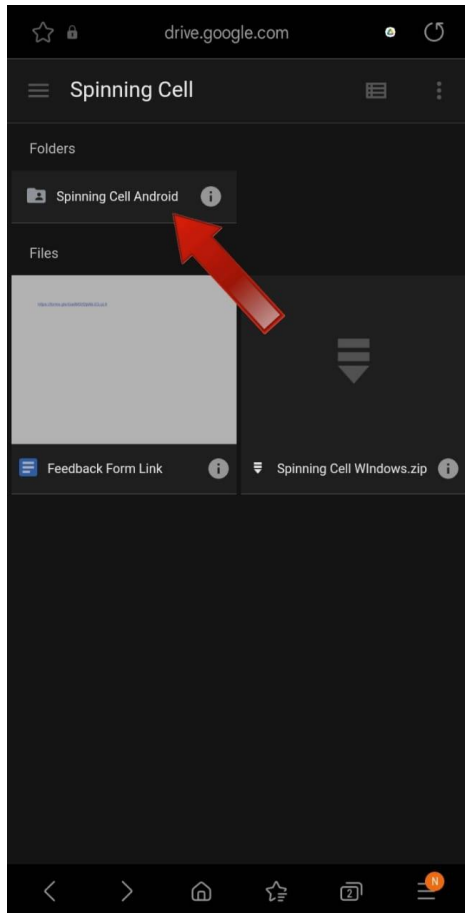 drive.google.com
Spinning Cell
Folders
Spinning Cell Android
Files
Feedback Form Link
Spinning Cell WIndows.zip
2
N